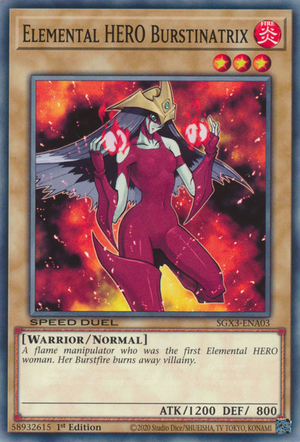 ELEMENTAL HERO BURSTINATRIX
FIRE
炎
SPEED DUEL
SGX3-ENA03
[WARRIOR/NORMAL]
A flame manipulator who was the first Elemental HERO
woman. Her Burstfire burns away villainy.
ATK/1200 DEF/ 800
58932615 1st Edition
©2020 Studio Dice/SHUEISHA, TV TOKYO, KONAMI